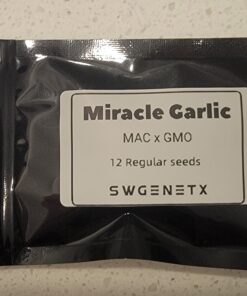 Miracle Garlic
MAC x GMO
12 Regular seeds
SWGENETX